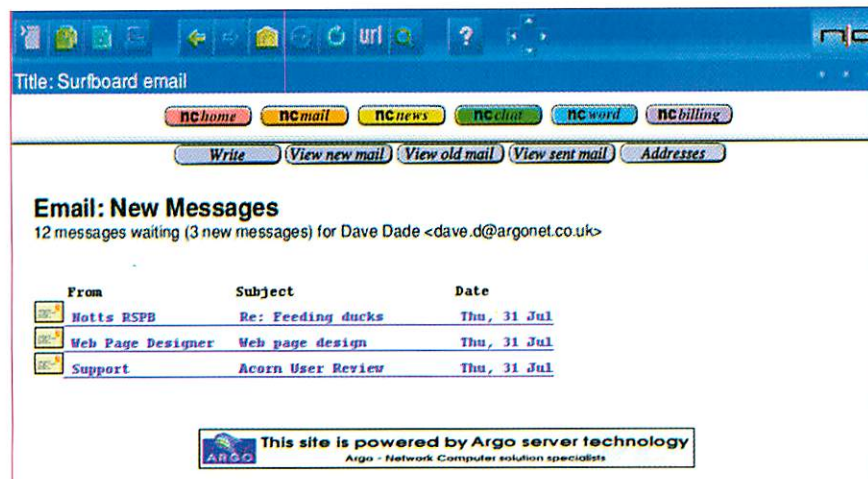 url ?
nc
Title: Surfboard email
nchome ncmail ncnews ncchat ncword ncbilling
Write View new mail View old mail View sent mail Addresses
Email: New Messages
12 messages waiting (3 new messages) for Dave Dade <dave.d@argonet.co.uk>
From Subject Date
Notts RSPB Re: Feeding ducks Thu, 31 Jul
Web Page Designer Web page design Thu, 31 Jul
Support Acorn User Review Thu, 31 Jul
This site is powered by Argo server technology
ARGO Argo - Network Computer solution specialists